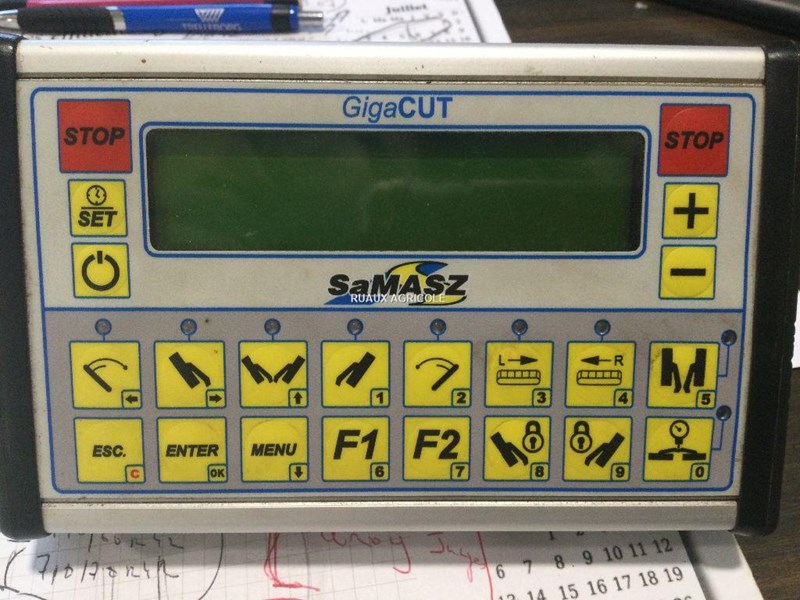 TRELLEBORG
Juillet
GigaCUT
STOP
STOP
SET
SaMASZ
RUAUX AGRICOLE
L
R
1
2
3
4
5
ESC.
C
ENTER
OK
MENU
F1
6
F2
7
8
9
0
6 7 8 9 10 11 12
13 14 15 16 17 18 19